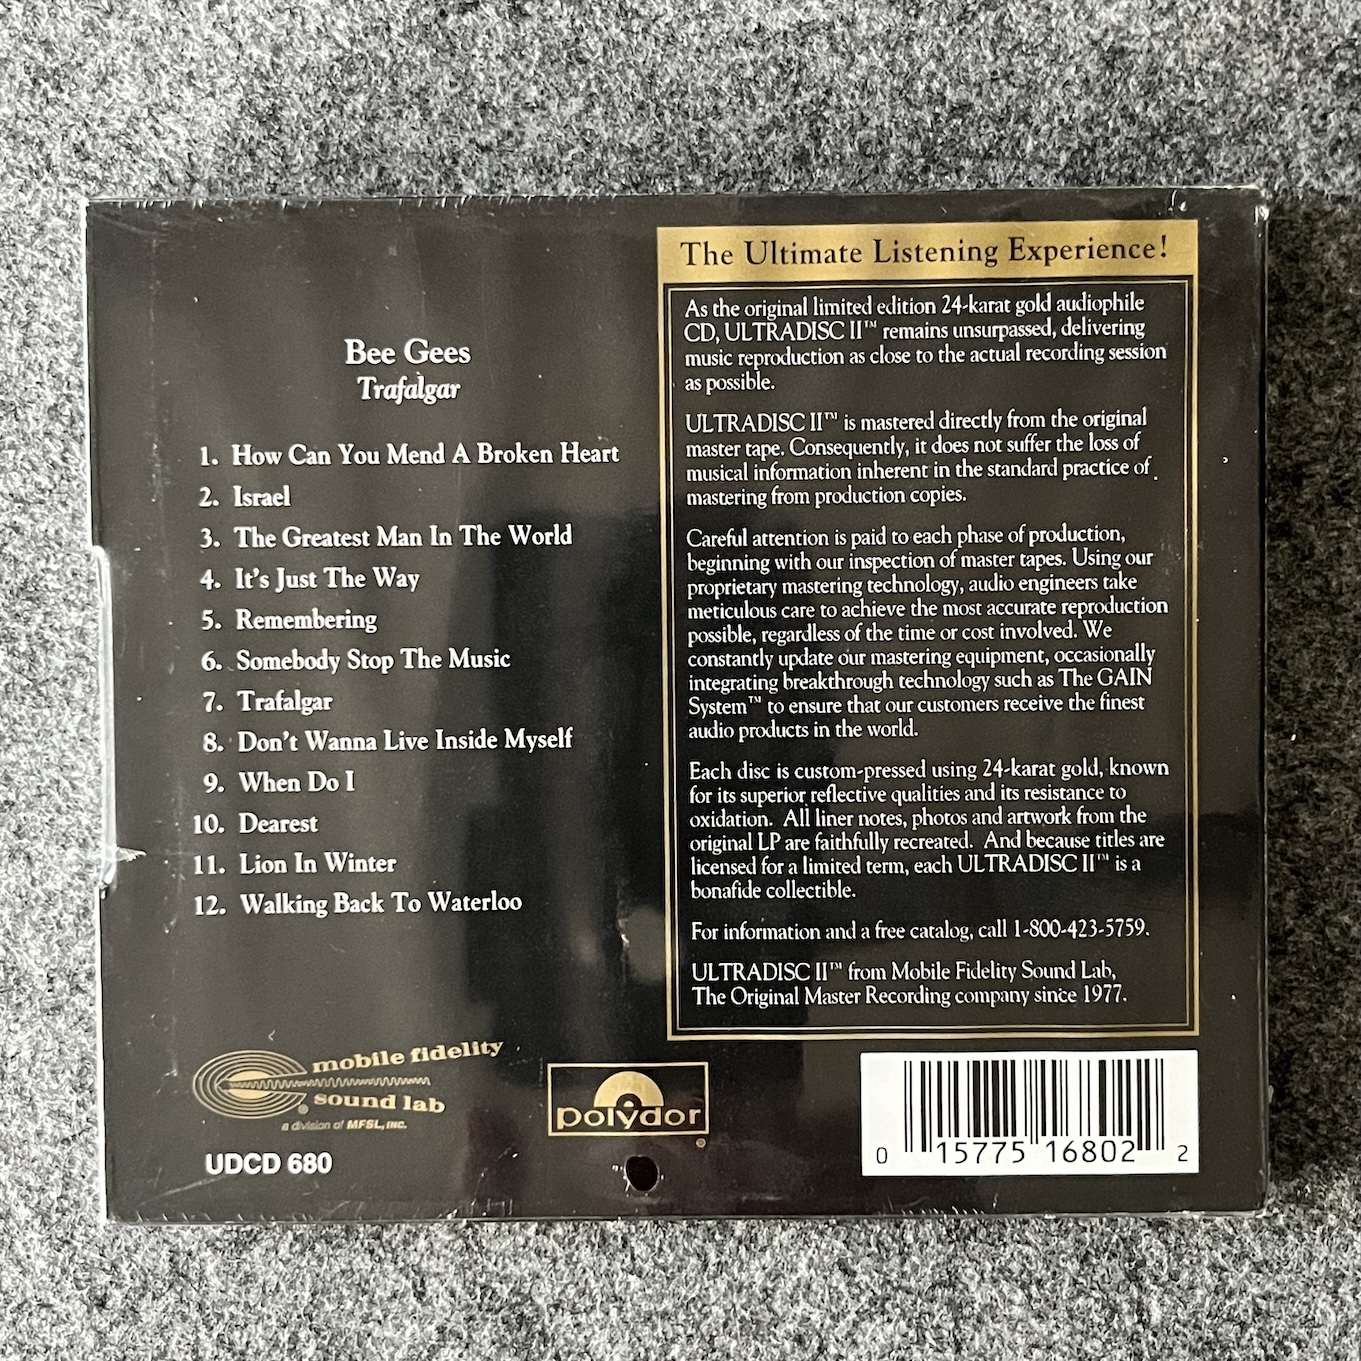 Bee Gees
Trafalgar
1. How Can You Mend A Broken Heart
2. Israel
3. The Greatest Man In The World
4. It's Just The Way
5. Remembering
6. Somebody Stop The Music
7. Trafalgar
8. Don't Wanna Live Inside Myself
9. When Do I
10. Dearest
11. Lion In Winter
12. Walking Back To Waterloo
The Ultimate Listening Experience!
As the original limited edition 24-karat gold audiophile
CD, ULTRADISC II™ remains unsurpassed, delivering
music reproduction as close to the actual recording session
as possible.
ULTRADISC II™ is mastered directly from the original
master tape. Consequently, it does not suffer the loss of
musical information inherent in the standard practice of
mastering from production copies.
Careful attention is paid to each phase of production,
beginning with our inspection of master tapes. Using our
proprietary mastering technology, audio engineers take
meticulous care to achieve the most accurate reproduction
possible, regardless of the time or cost involved. We
constantly update our mastering equipment, occasionally
integrating breakthrough technology such as The GAIN
System™ to ensure that our customers receive the finest
audio products in the world.
Each disc is custom-pressed using 24-karat gold, known
for its superior reflective qualities and its resistance to
oxidation. All liner notes, photos and artwork from the
original LP are faithfully recreated. And because titles are
licensed for a limited term, each ULTRADISC II™ is a
bonafide collectible.
For information and a free catalog, call 1-800-423-5759.
ULTRADISC II™ from Mobile Fidelity Sound Lab,
The Original Master Recording company since 1977.
mobile fidelity
sound lab
®
a division of MFSL, INC.
UDCD 680
polydor
®
0 15775 16802 2